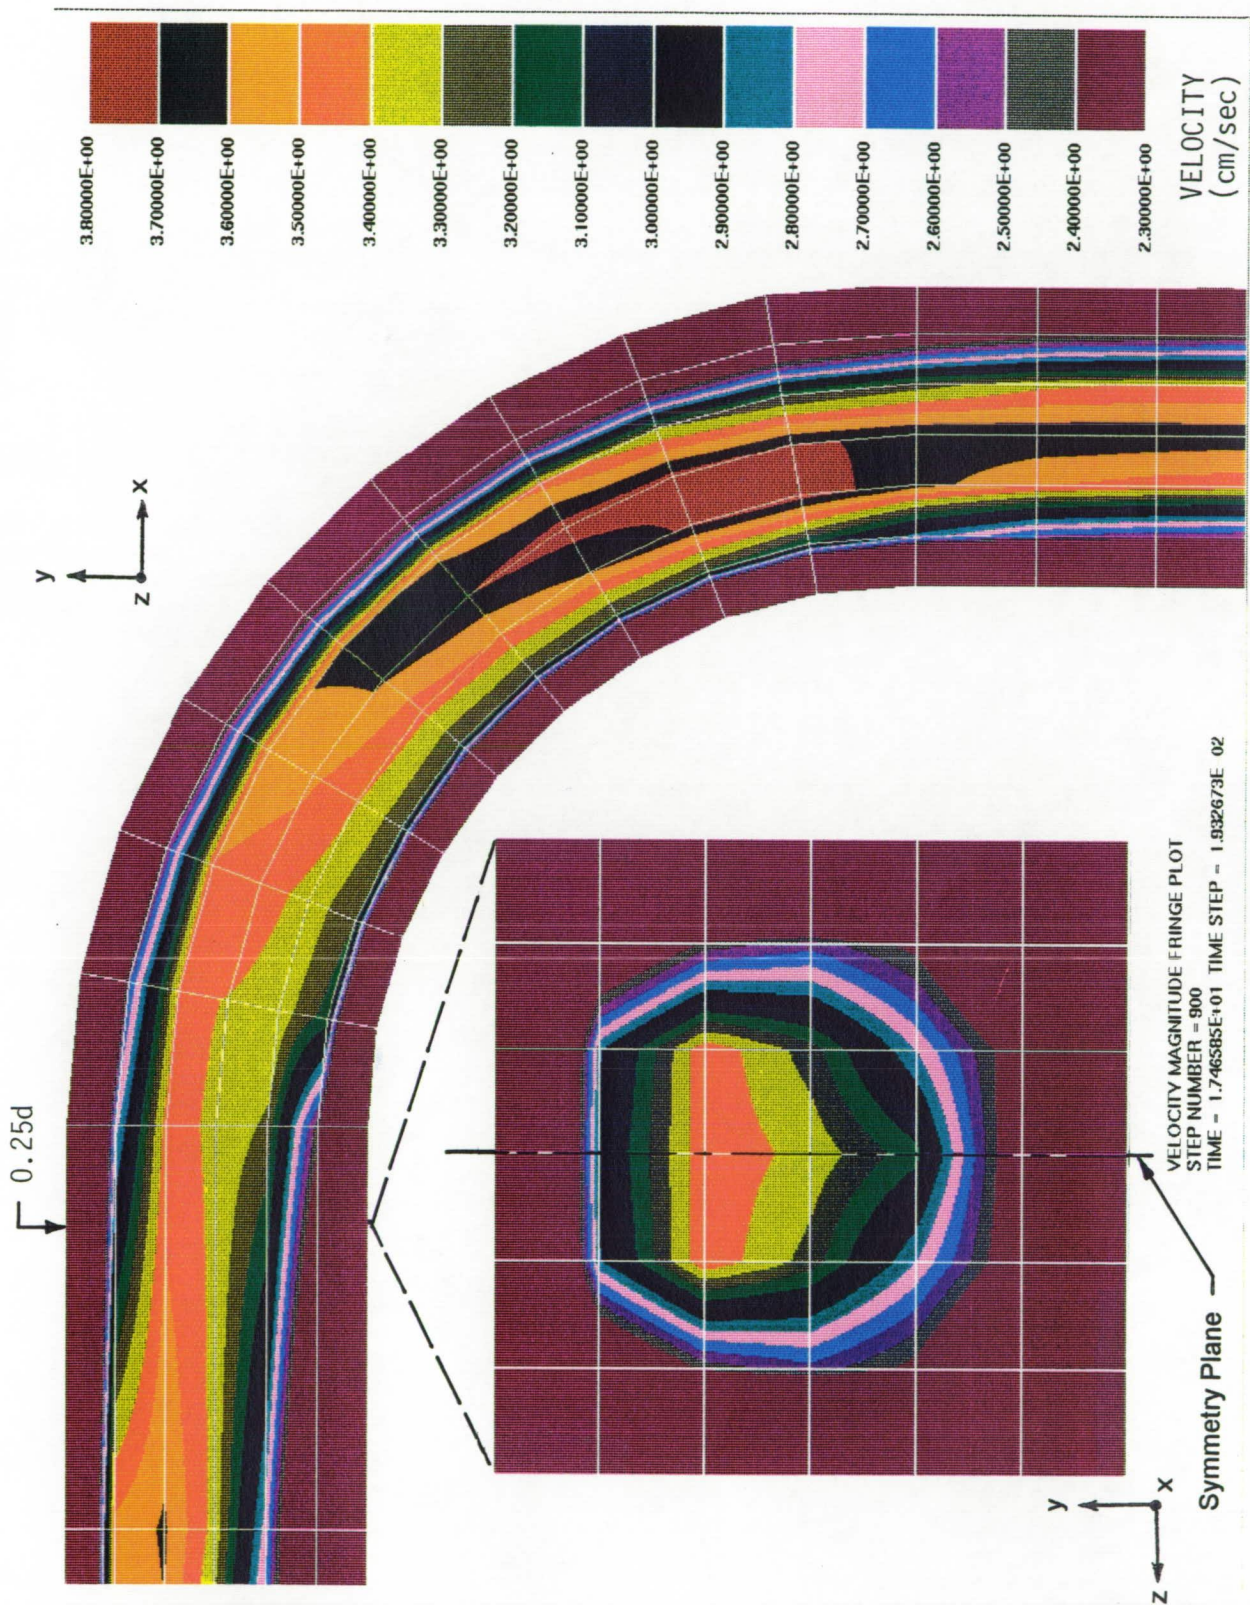 0.25d
y
z
x
3.80000E+00
3.70000E+00
3.60000E+00
3.50000E+00
3.40000E+00
3.30000E+00
3.20000E+00
3.10000E+00
3.00000E+00
2.90000E+00
2.80000E+00
2.70000E+00
2.60000E+00
2.50000E+00
2.40000E+00
2.30000E+00
VELOCITY
(cm/sec)
VELOCITY MAGNITUDE FRINGE PLOT
STEP NUMBER = 900
TIME = 1.746585E+01 TIME STEP = 1.932673E 02
Symmetry Plane
y
x
z